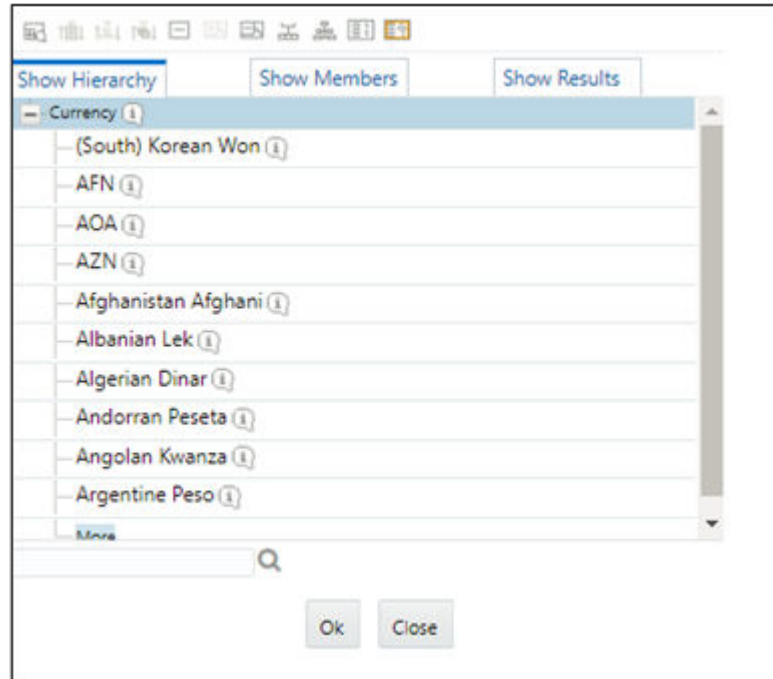 Show Hierarchy Show Members Show Results
Currency
(South) Korean Won
AFN
AOA
AZN
Afghanistan Afghani
Albanian Lek
Algerian Dinar
Andorran Peseta
Angolan Kwanza
Argentine Peso
More
Ok Close